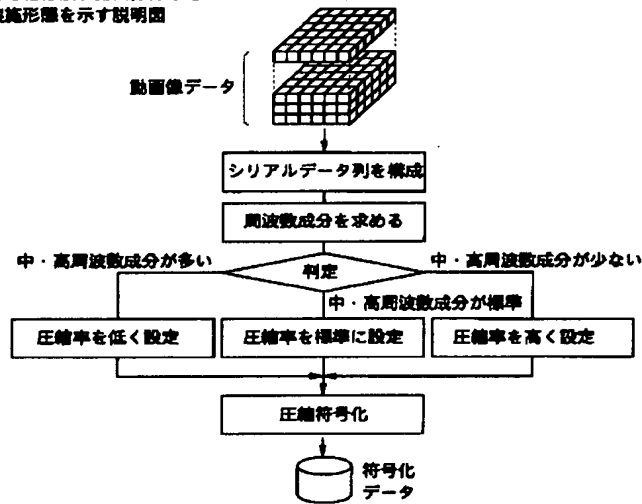 施形態を示す説明図
動画像データ
シリアルデータ列を構成
周波数成分を求める
中・高周波数成分が多い
判定
中・高周波数成分が少ない
中・高周波数成分が標準
圧縮率を低く設定
圧縮率を標準に設定
圧縮率を高く設定
圧縮符号化
符号化
データ